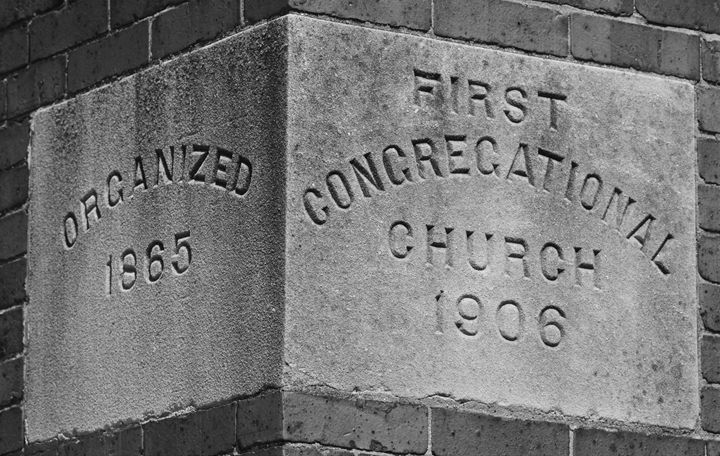 ORGANIZED
1865
FIRST
CONGREGATIONAL
CHURCH
1906